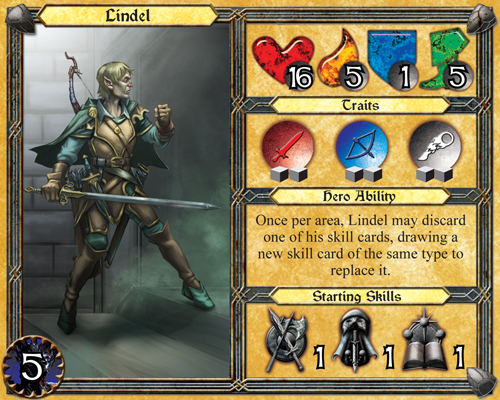 Lindel
16 5 1 5
Traits
Hero Ability
Once per area, Lindel may discard
one of his skill cards, drawing a
new skill card of the same type to
replace it.
Starting Skills
1 1 1
5